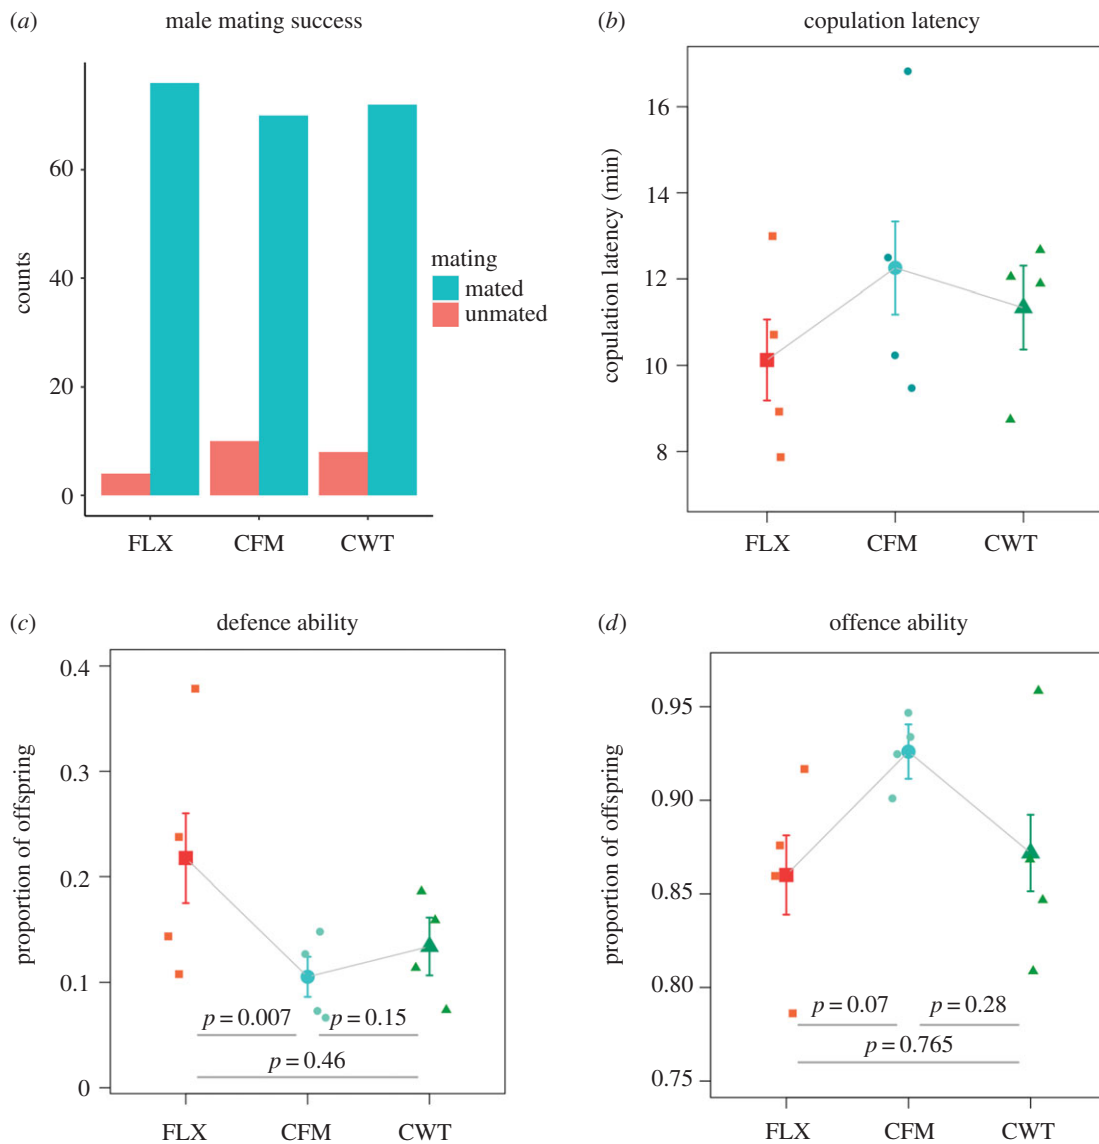 (a) male mating success
counts
60
40
20
0
FLX CFM CWT
mating
mated
unmated
(b) copulation latency
copulation latency (min)
16
14
12
10
8
FLX CFM CWT
(c) defence ability
proportion of offspring
0.4
0.3
0.2
0.1
0
p = 0.007 p = 0.15
p = 0.46
FLX CFM CWT
(d) offence ability
proportion of offspring
0.95
0.90
0.85
0.80
0.75
p = 0.07 p = 0.28
p = 0.765
FLX CFM CWT